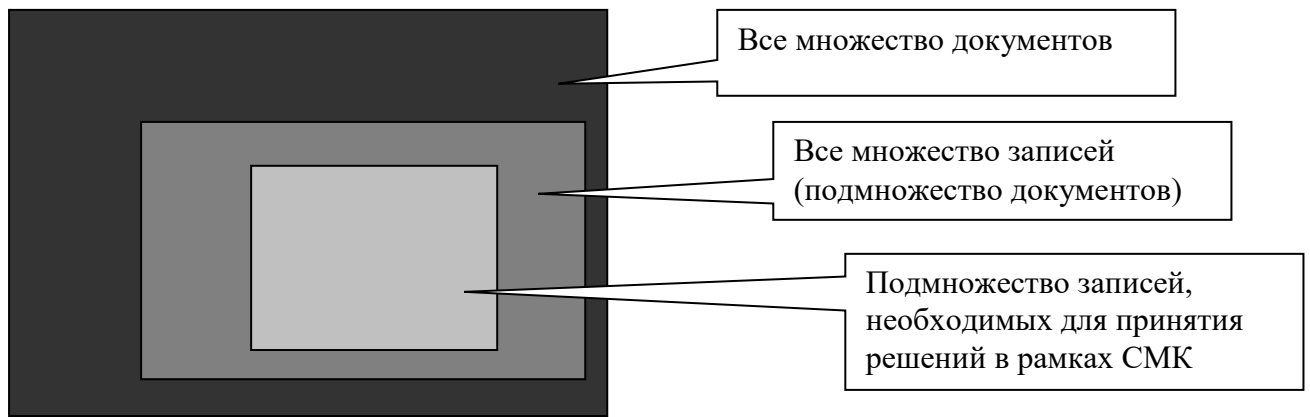 Все множество документов
Все множество записей
(подмножество документов)
Подмножество записей,
необходимых для принятия
решений в рамках СМК